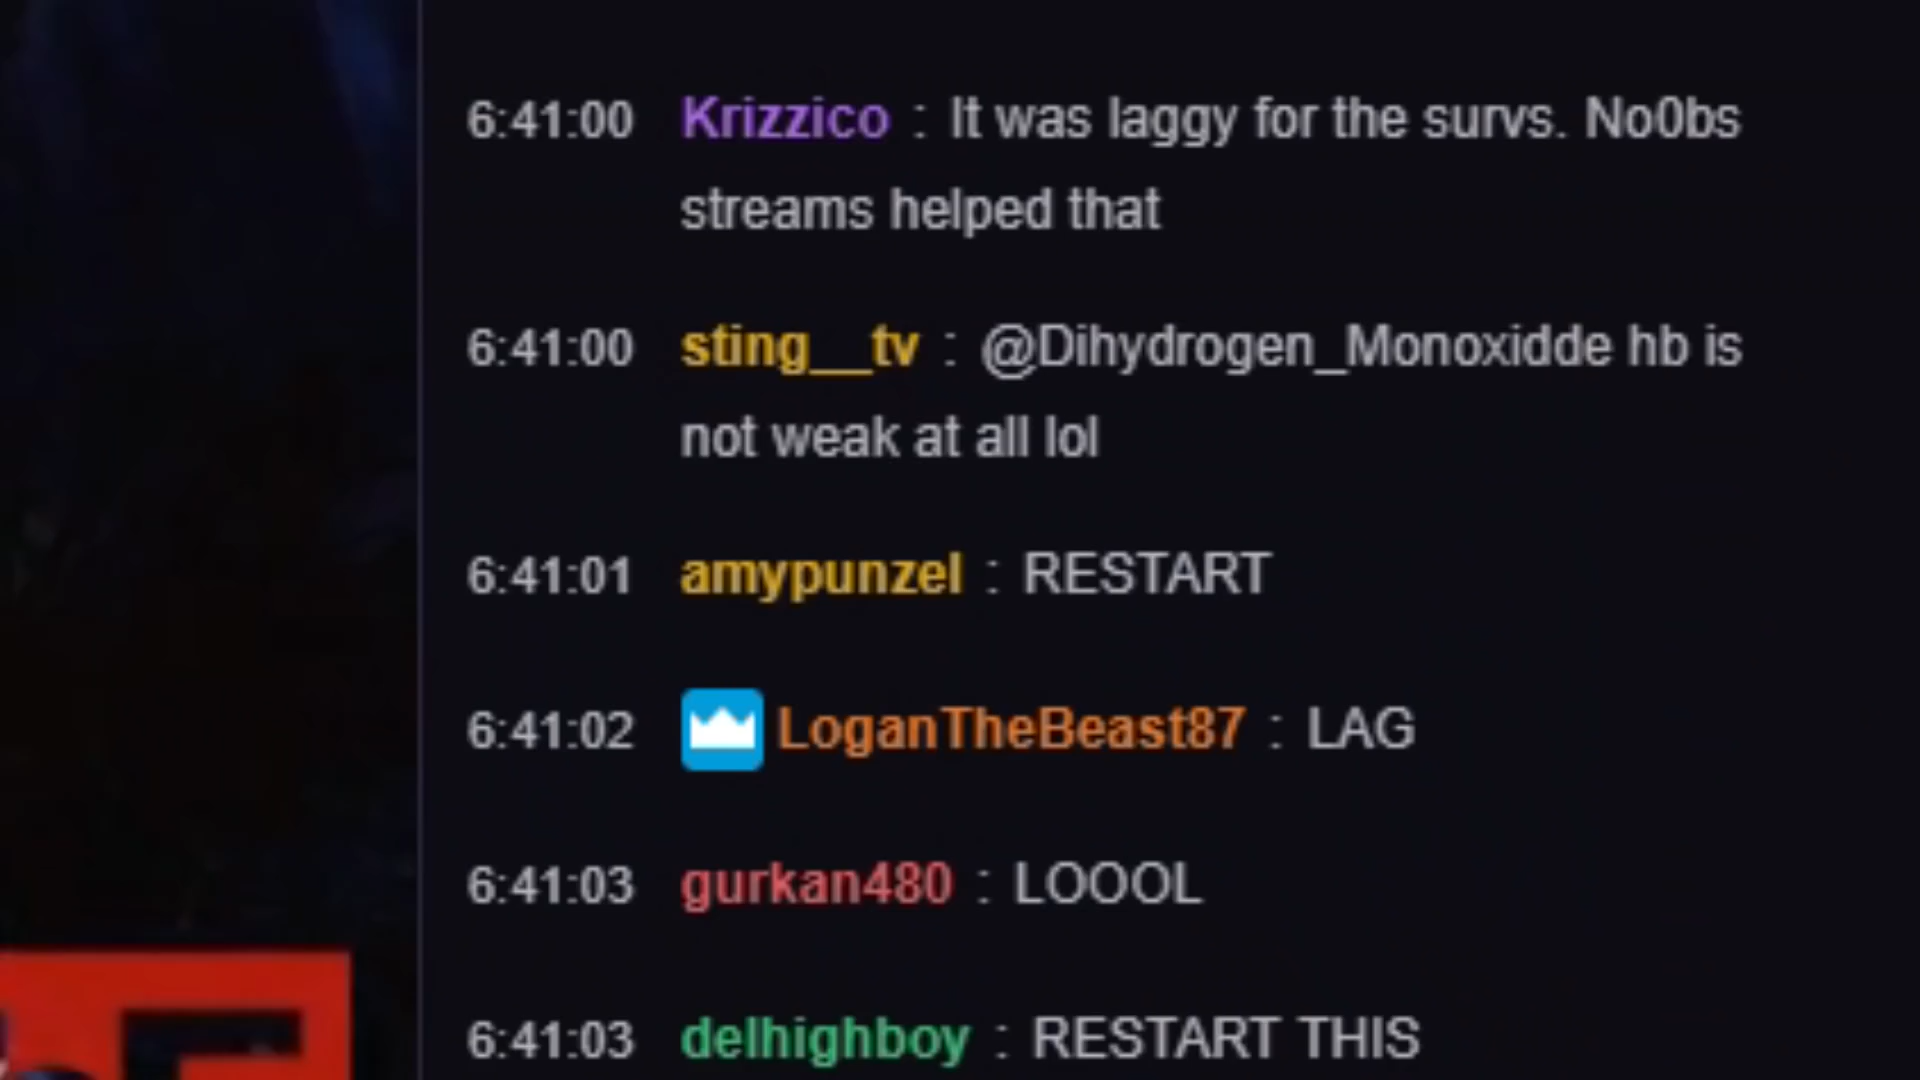 6:41:00 Krizzico : It was laggy for the survs. No0bs
streams helped that
6:41:00 sting__tv : @Dihydrogen_Monoxidde hb is
not weak at all lol
6:41:01 amypunzel : RESTART
6:41:02 LoganTheBeast87 : LAG
6:41:03 gurkan480 : LOOOL
6:41:03 delhighboy : RESTART THIS